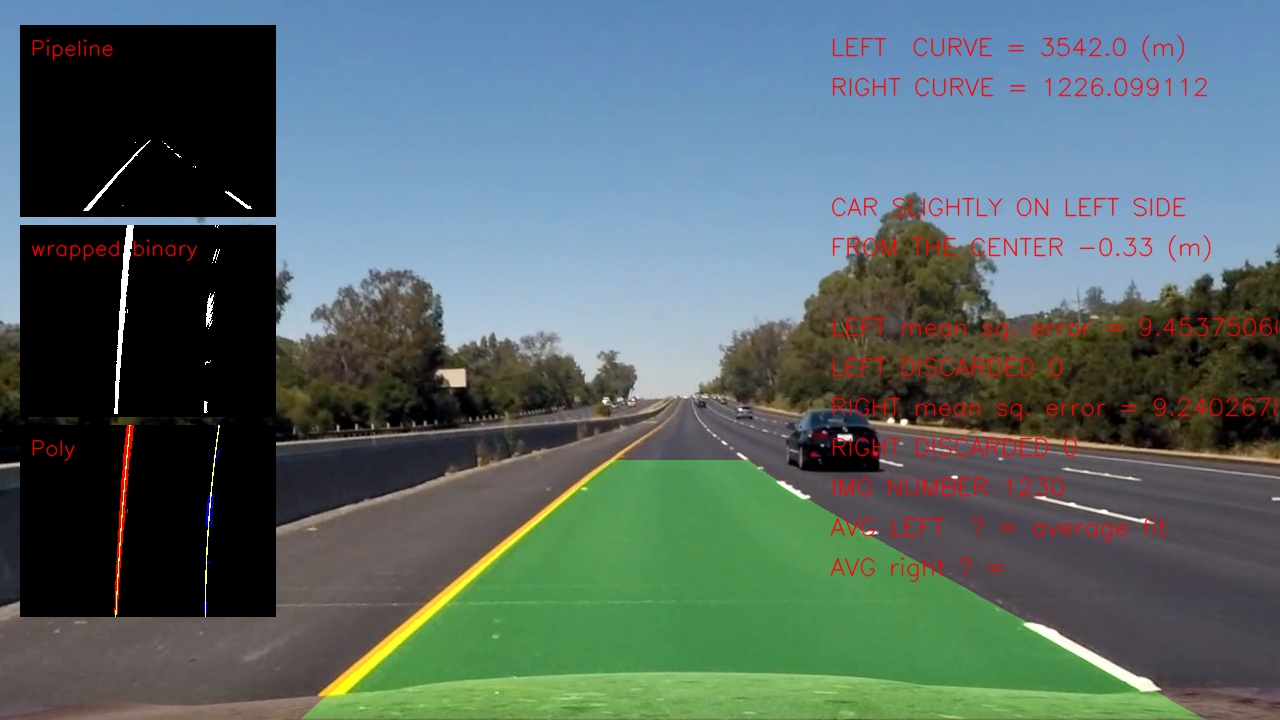 Pipeline
wrapped binary
Poly
LEFT CURVE = 3542.0 (m)
RIGHT CURVE = 1226.099112
CAR SLIGHTLY ON LEFT SIDE
FROM THE CENTER -0.33 (m)
LEFT mean sq. error = 9.4537506
LEFT DISCARDED 0
RIGHT mean sq. error = 9.2402676
RIGHT DISCARDED 0
IMG NUMBER 1230
AVG LEFT ? = average fit
AVG right ? =